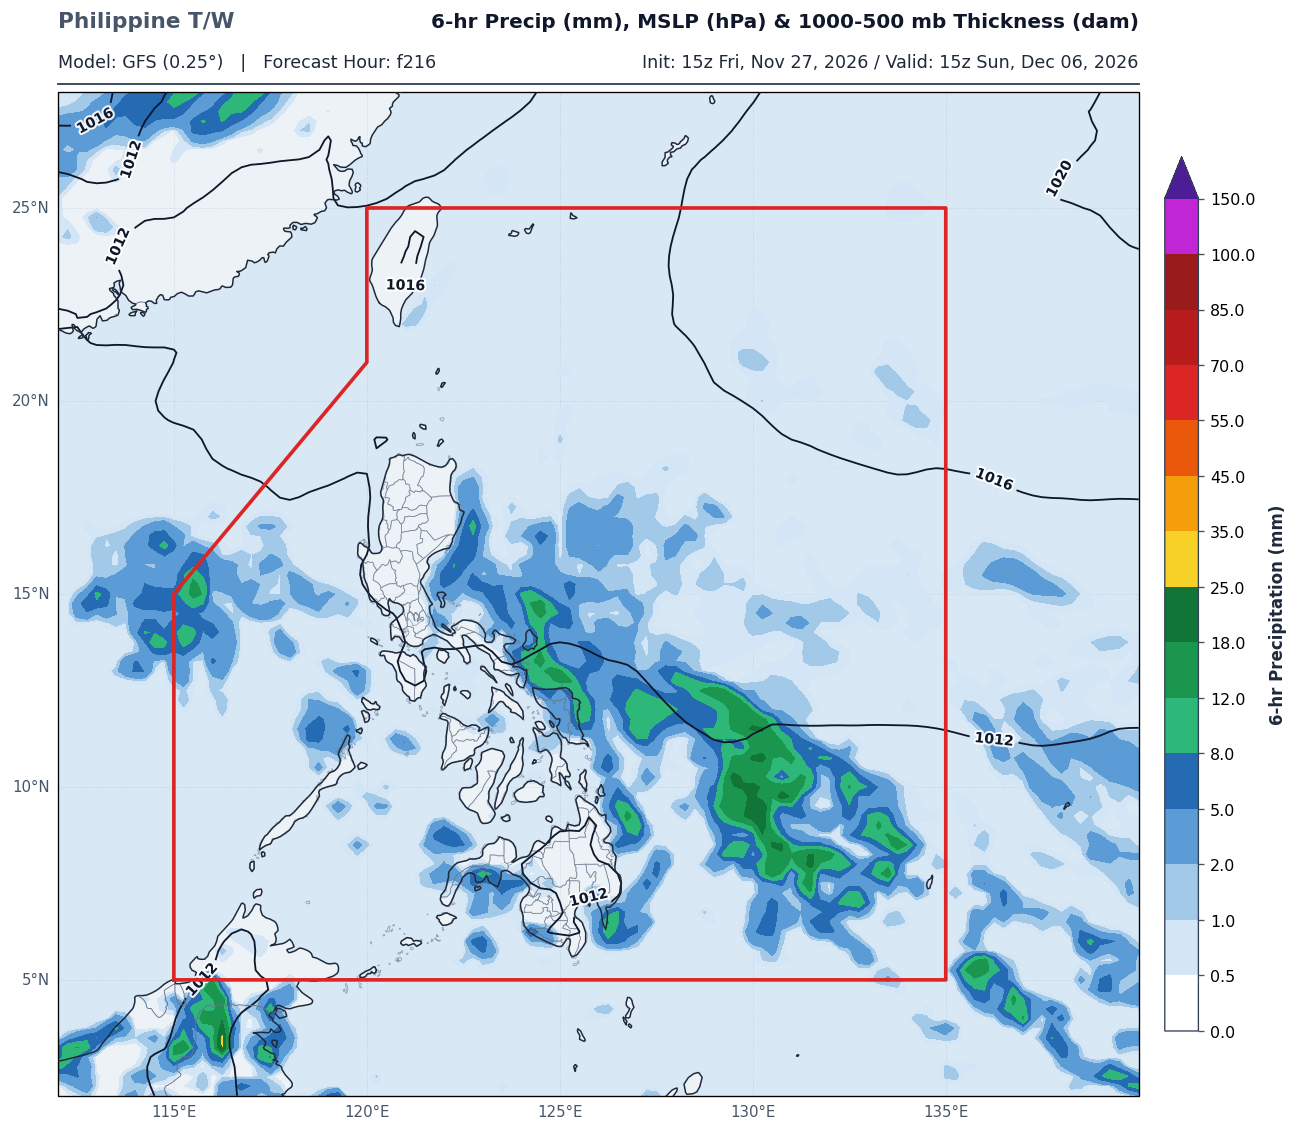 Philippine T/W
6-hr Precip (mm), MSLP (hPa) & 1000-500 mb Thickness (dam)
Model: GFS (0.25°) | Forecast Hour: f216
Init: 15z Fri, Nov 27, 2026 / Valid: 15z Sun, Dec 06, 2026
1016
1012
1020
1012
1016
1016
1012
1012
1012
25°N
20°N
15°N
10°N
5°N
115°E
120°E
125°E
130°E
135°E
150.0
100.0
85.0
70.0
55.0
45.0
35.0
25.0
18.0
12.0
8.0
5.0
2.0
1.0
0.5
0.0
6-hr Precipitation (mm)